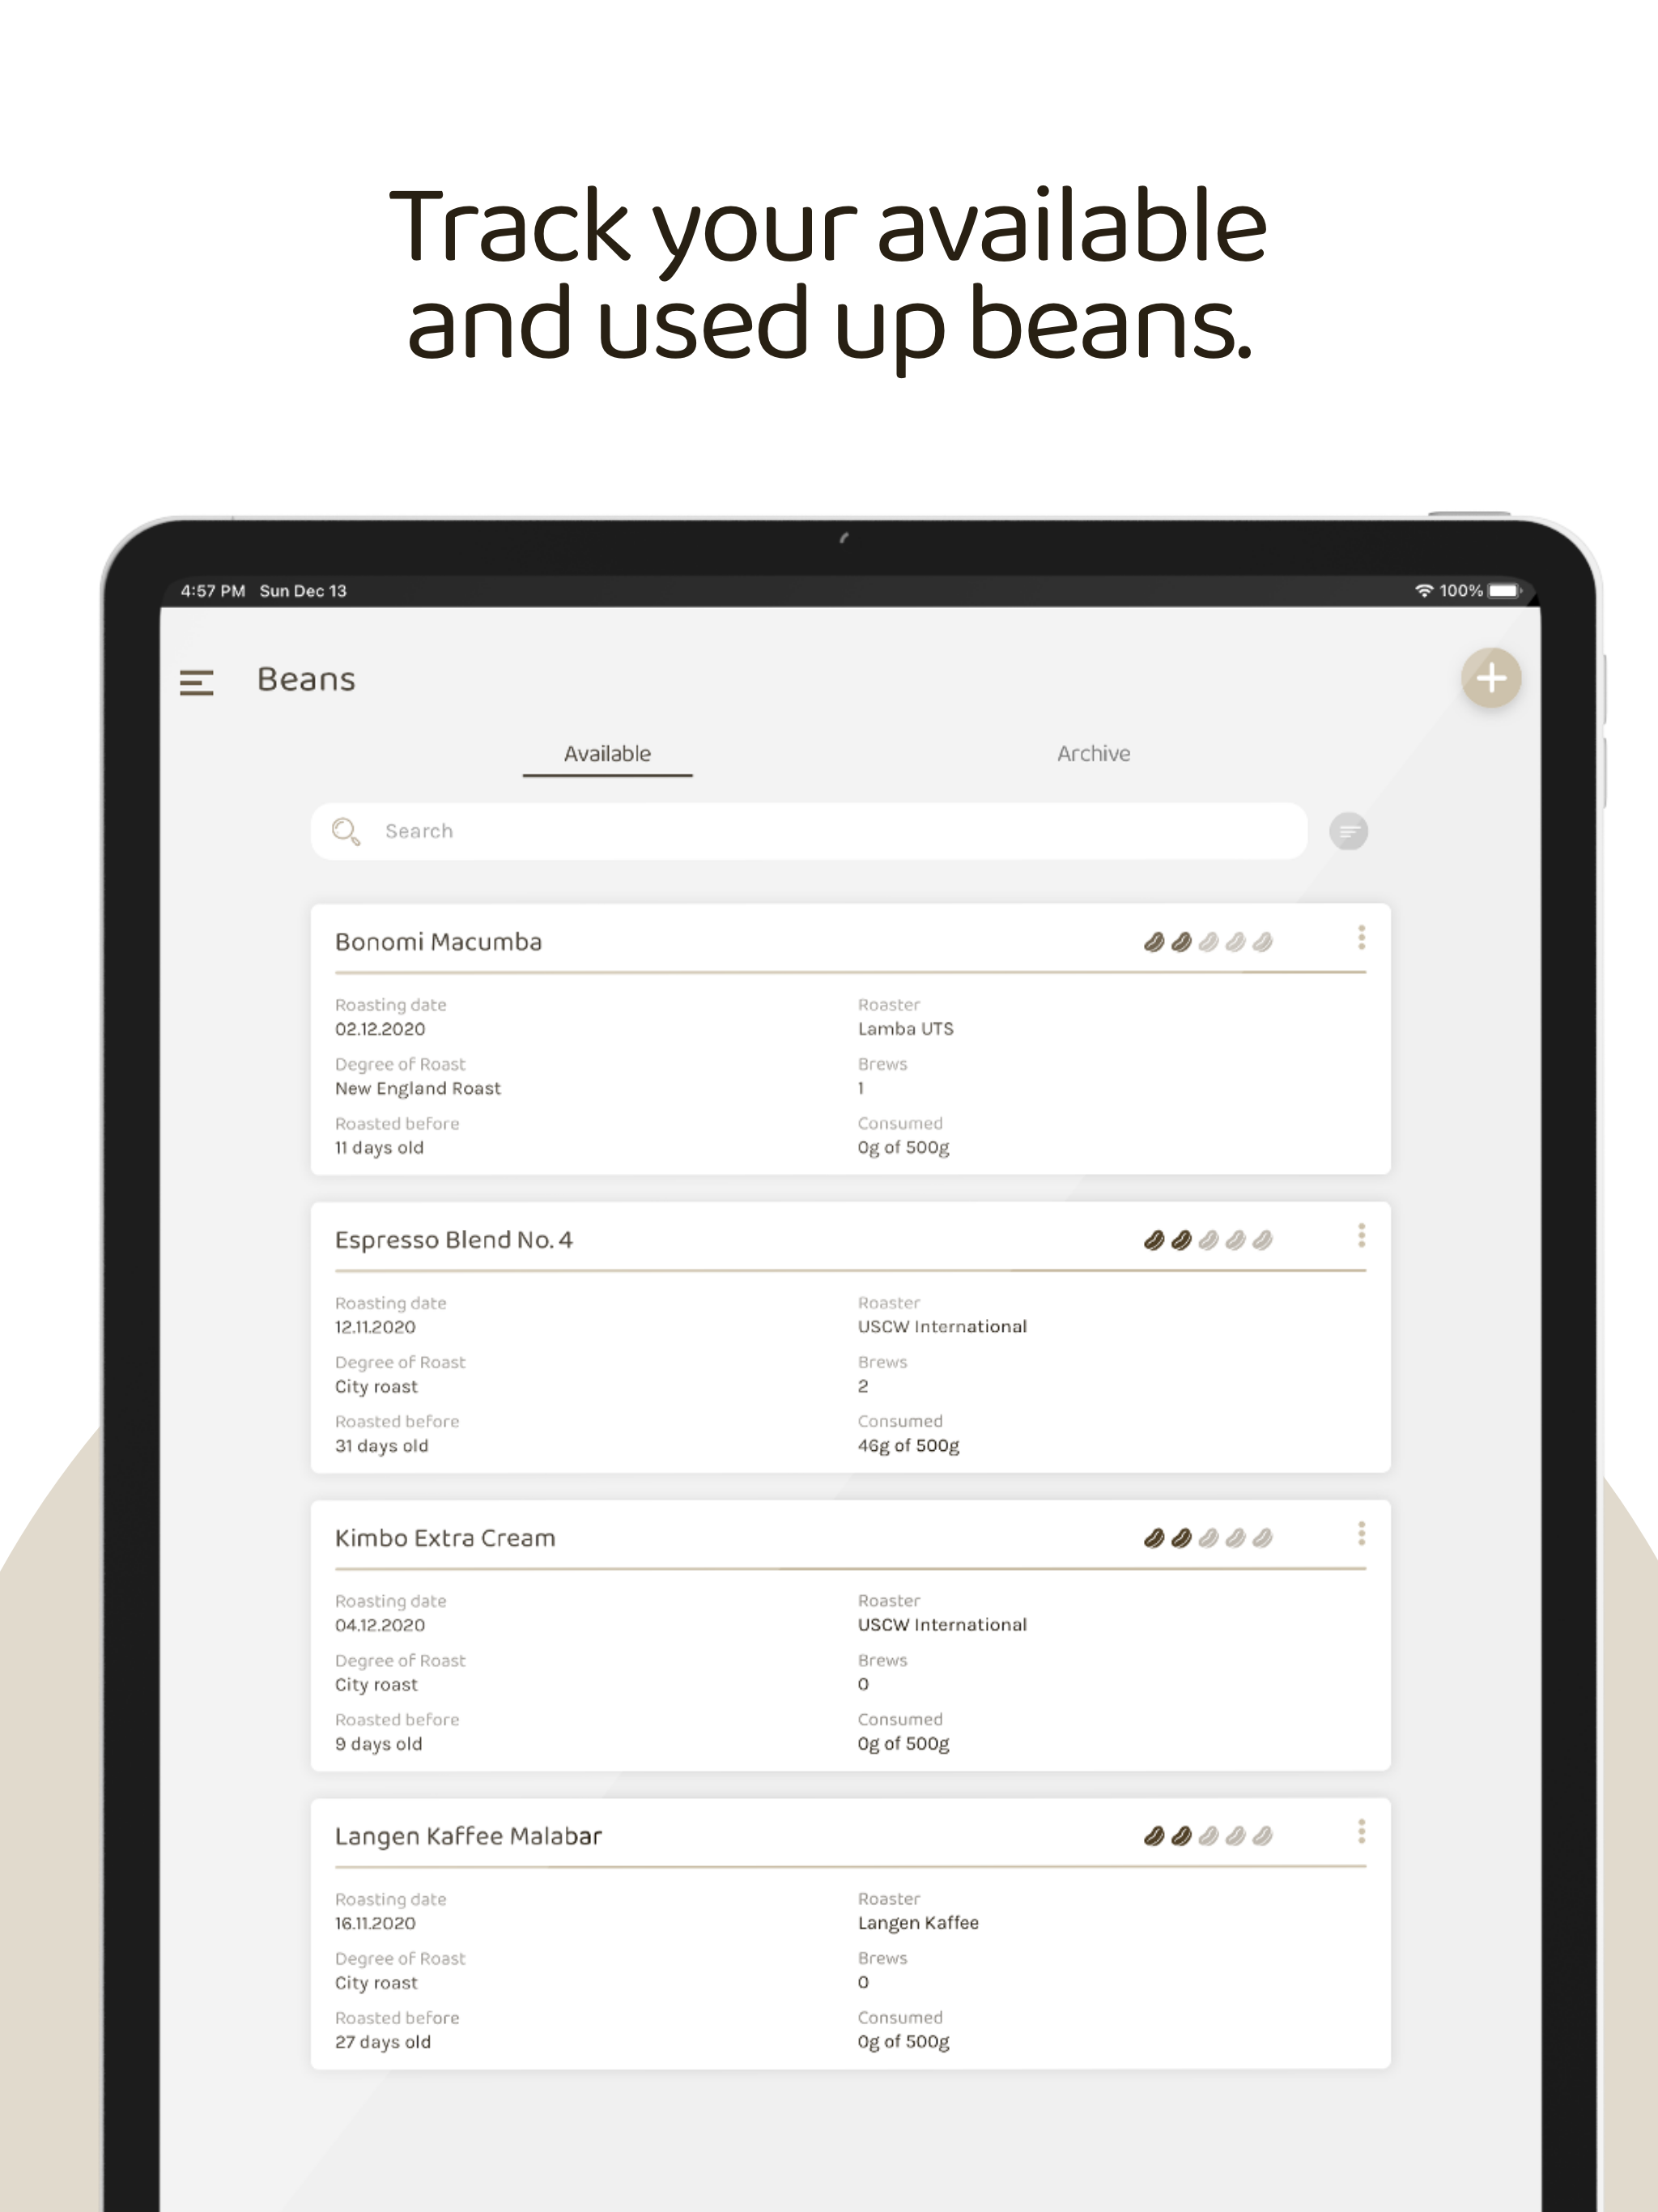 Track your available
and used up beans.
4:57 PM Sun Dec 13
100%
Beans
Available
Archive
Search
Bonomi Macumba
Roasting date
02.12.2020
Roaster
Lamba UTS
Degree of Roast
New England Roast
Brews
1
Roasted before
11 days old
Consumed
0g of 500g
Espresso Blend No. 4
Roasting date
12.11.2020
Roaster
USCW International
Degree of Roast
City roast
Brews
2
Roasted before
31 days old
Consumed
46g of 500g
Kimbo Extra Cream
Roasting date
04.12.2020
Roaster
USCW International
Degree of Roast
City roast
Brews
0
Roasted before
9 days old
Consumed
0g of 500g
Langen Kaffee Malabar
Roasting date
16.11.2020
Roaster
Langen Kaffee
Degree of Roast
City roast
Brews
0
Roasted before
27 days old
Consumed
0g of 500g